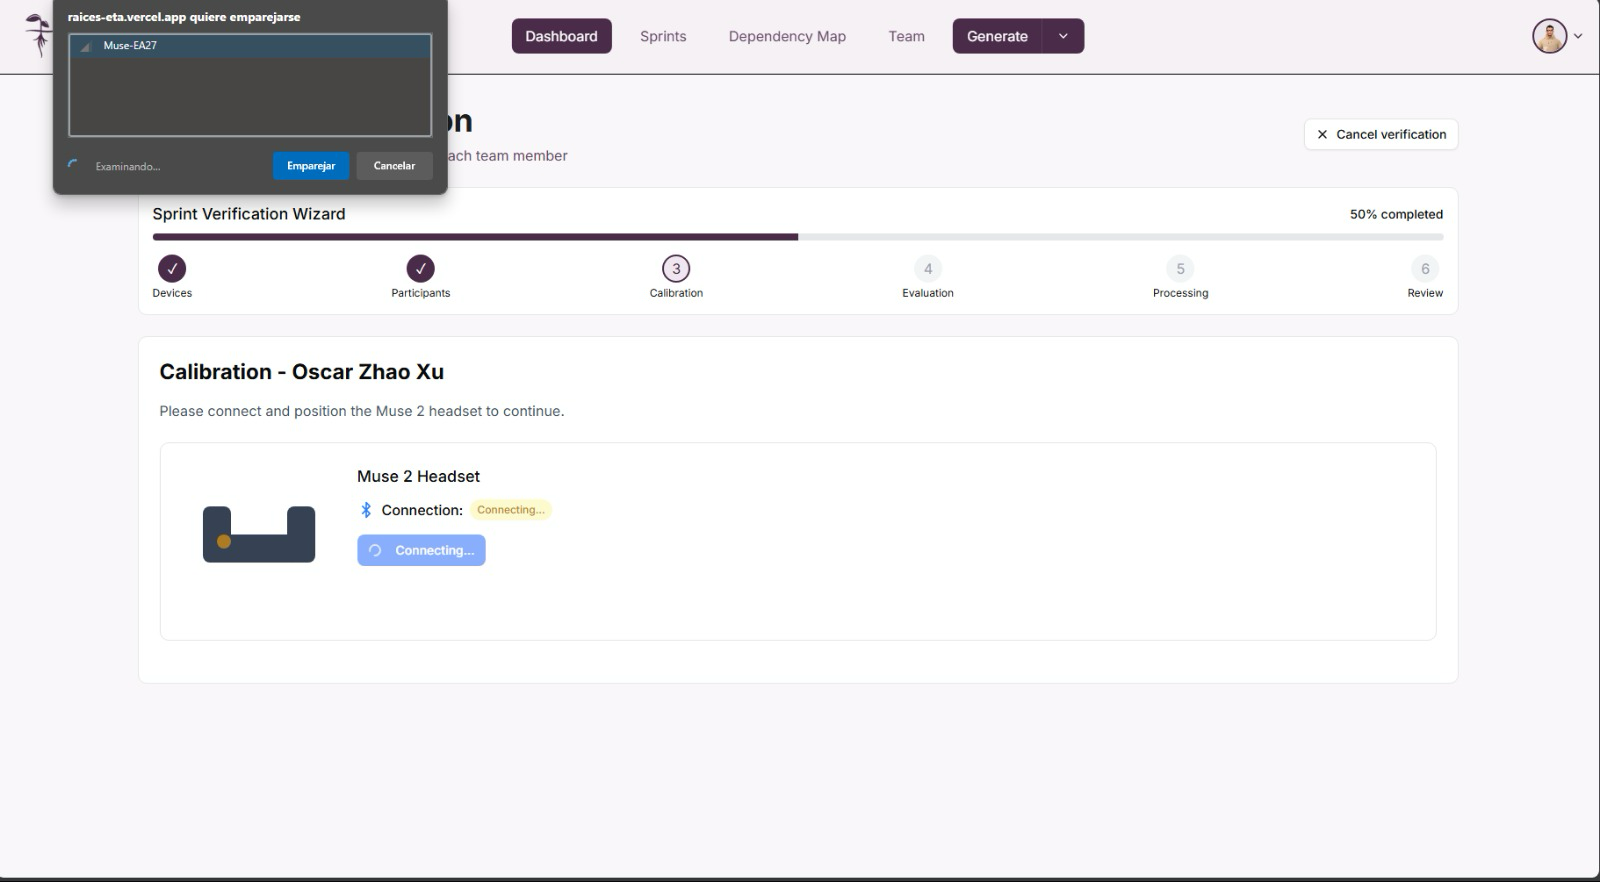 raices-eta.vercel.app quiere emparejarse
Muse-EA27
Examinando...
Emparejar
Cancelar
Dashboard
Sprints
Dependency Map
Team
Generate
on
ach team member
Cancel verification
Sprint Verification Wizard
50% completed
Devices
Participants
3
Calibration
4
Evaluation
5
Processing
6
Review
Calibration - Oscar Zhao Xu
Please connect and position the Muse 2 headset to continue.
Muse 2 Headset
Connection: Connecting...
Connecting...